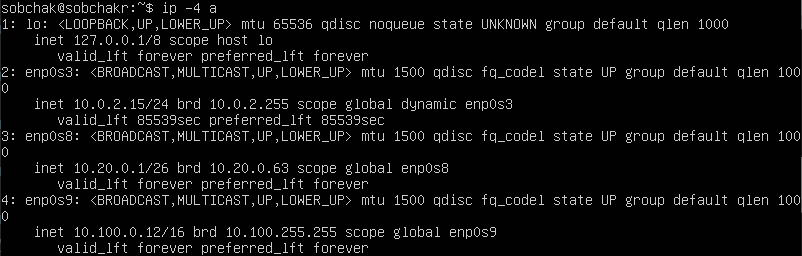 sobchak@sobchakr:~$ ip -4 a
1: lo: <LOOPBACK,UP,LOWER_UP> mtu 65536 qdisc noqueue state UNKNOWN group default qlen 1000
    inet 127.0.0.1/8 scope host lo
       valid_lft forever preferred_lft forever
2: enp0s3: <BROADCAST,MULTICAST,UP,LOWER_UP> mtu 1500 qdisc fq_codel state UP group default qlen 100
0
    inet 10.0.2.15/24 brd 10.0.2.255 scope global dynamic enp0s3
       valid_lft 85539sec preferred_lft 85539sec
3: enp0s8: <BROADCAST,MULTICAST,UP,LOWER_UP> mtu 1500 qdisc fq_codel state UP group default qlen 100
0
    inet 10.20.0.1/26 brd 10.20.0.63 scope global enp0s8
       valid_lft forever preferred_lft forever
4: enp0s9: <BROADCAST,MULTICAST,UP,LOWER_UP> mtu 1500 qdisc fq_codel state UP group default qlen 100
0
    inet 10.100.0.12/16 brd 10.100.255.255 scope global enp0s9
       valid_lft forever preferred_lft forever